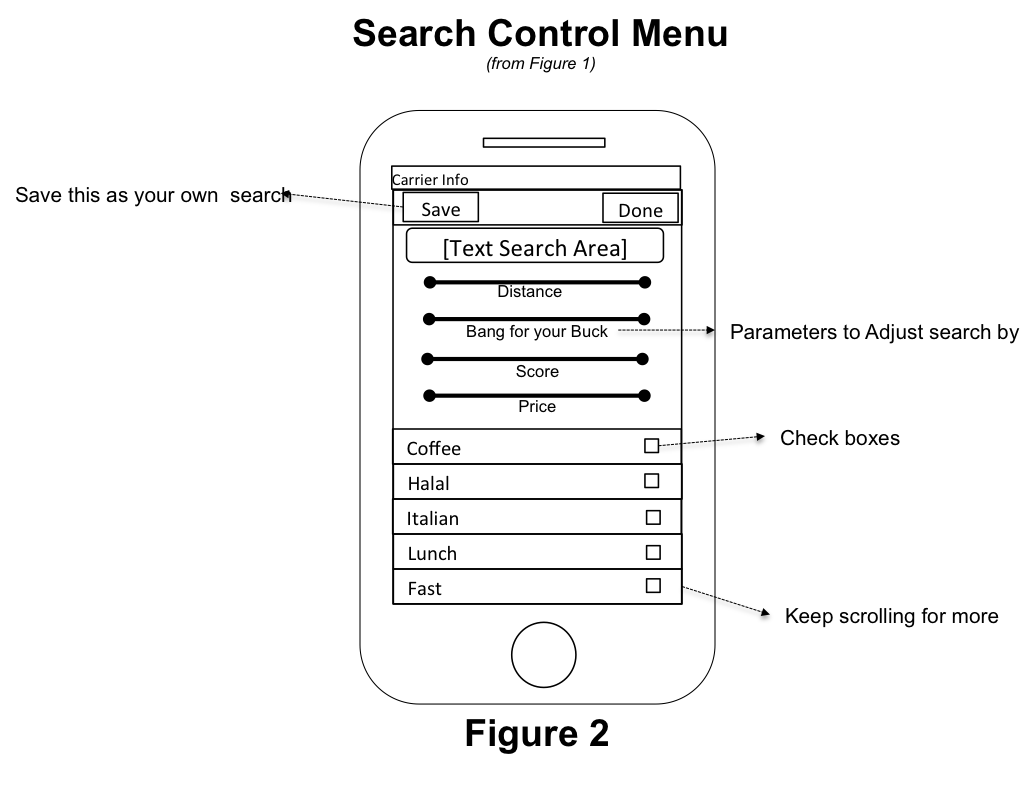 Search Control Menu
(from Figure 1)
Carrier Info
Save this as your own  search
Save
Done
[Text Search Area]
Distance
Bang for your Buck
Parameters to Adjust search by
Score
Price
Coffee
Check boxes
Halal
Italian
Lunch
Fast
Keep scrolling for more
Figure 2